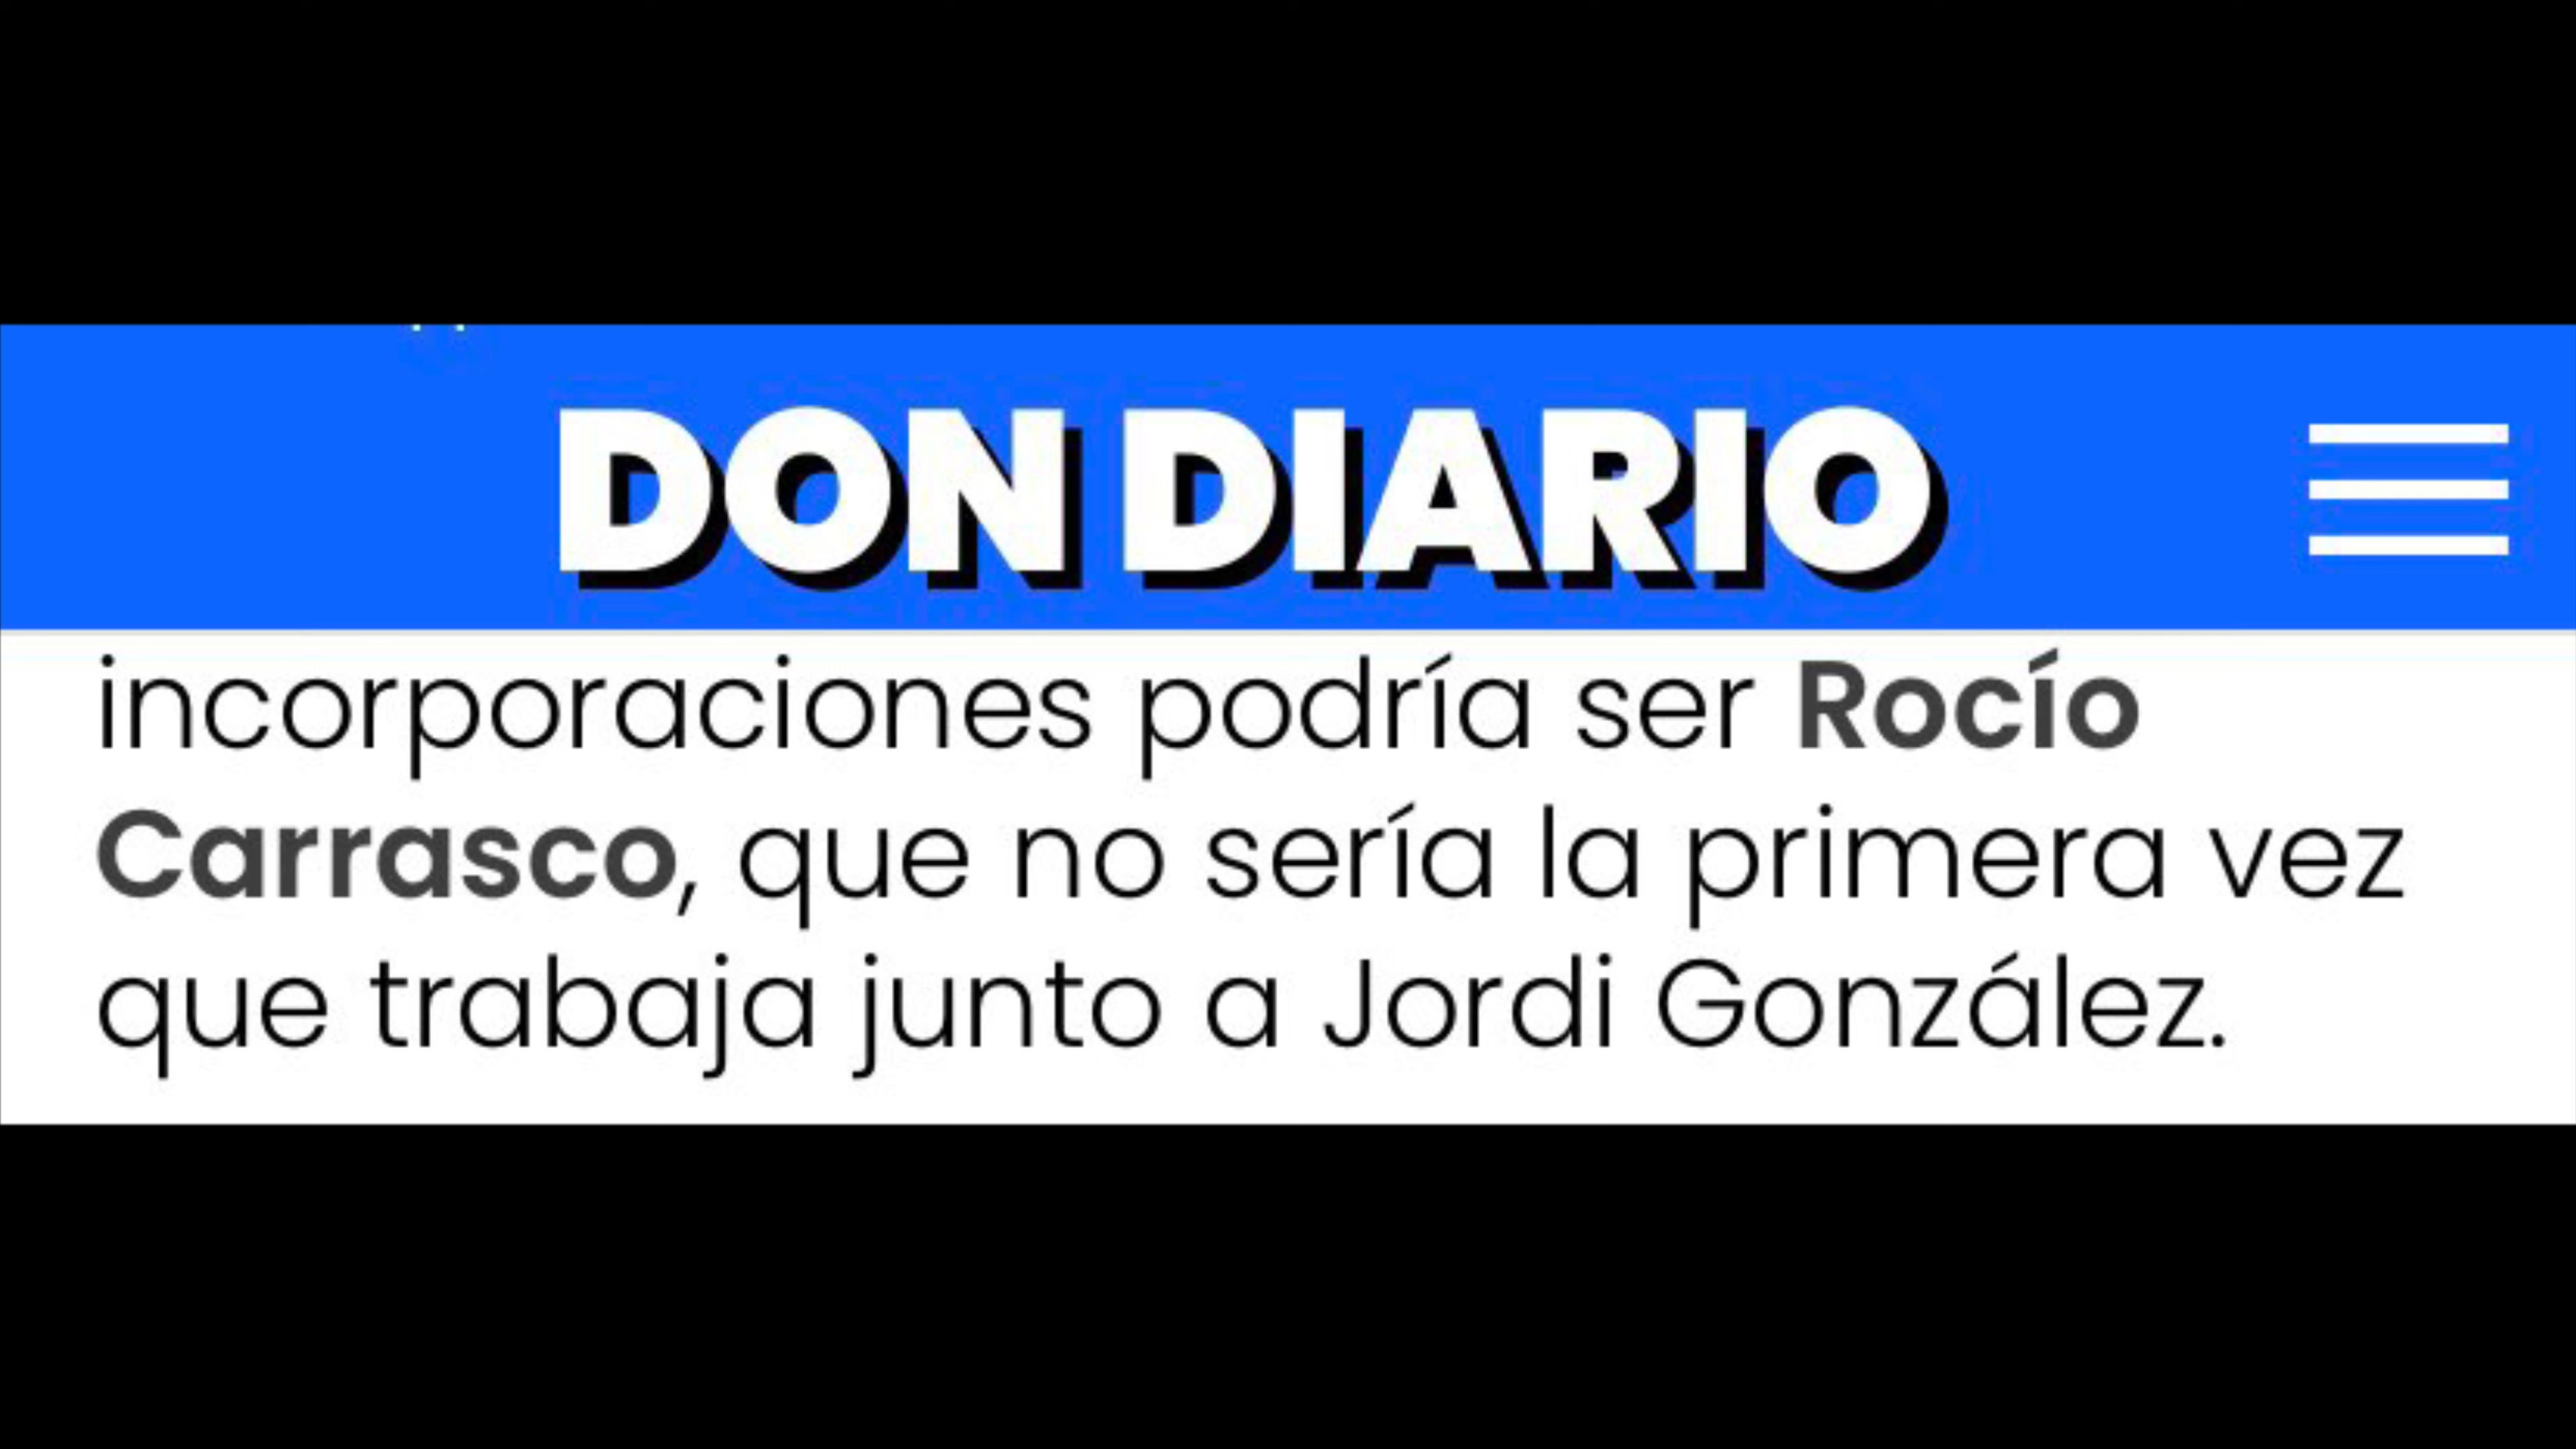 DON DIARIO
incorporaciones podría ser Rocío
Carrasco, que no sería la primera vez
que trabaja junto a Jordi González.